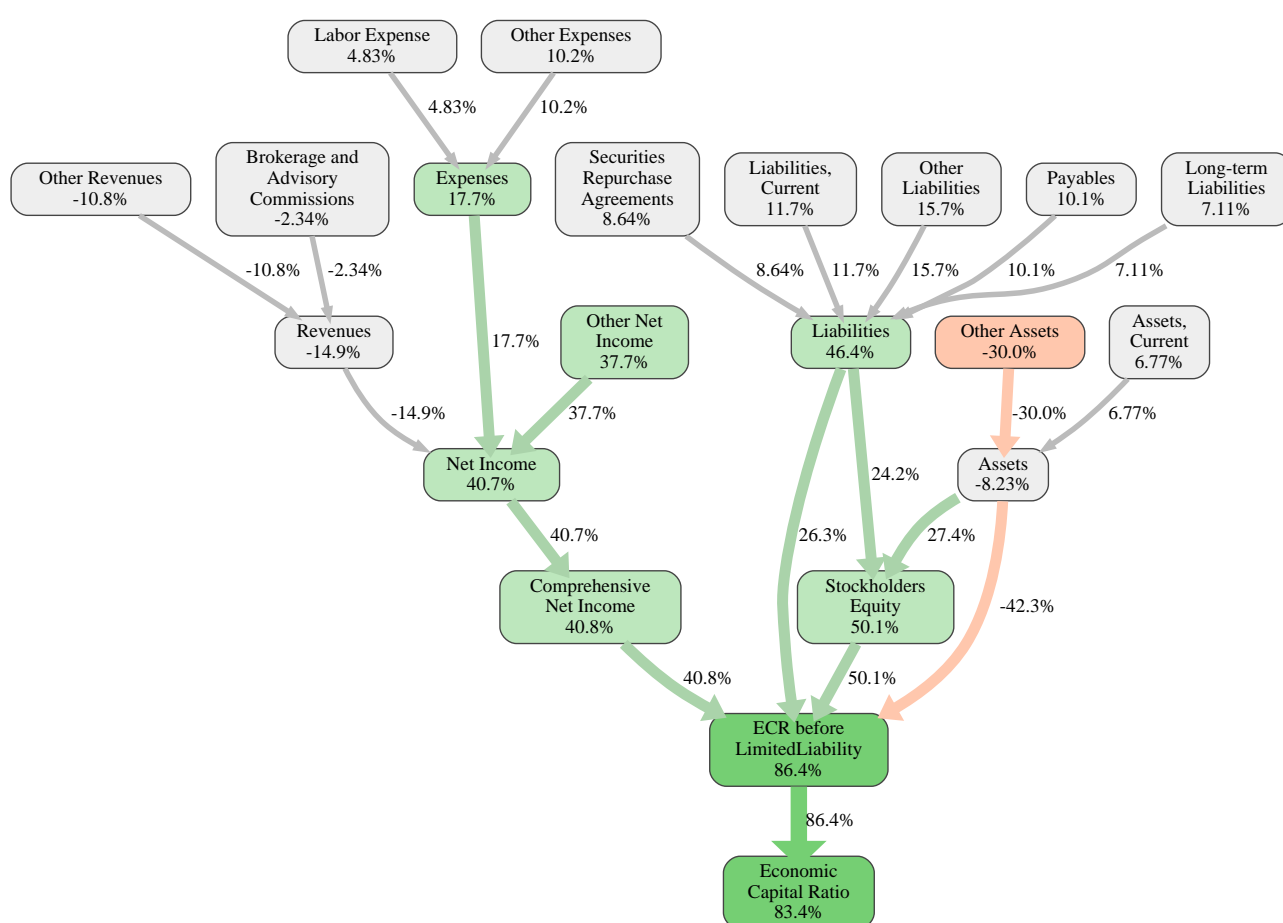 Labor Expense
4.83%
Other Expenses
10.2%
4.83%
10.2%
Other Revenues
-10.8%
Brokerage and
Advisory
Commissions
-2.34%
Expenses
17.7%
Securities
Repurchase
Agreements
8.64%
Liabilities,
Current
11.7%
Other
Liabilities
15.7%
Payables
10.1%
Long-term
Liabilities
7.11%
-10.8%
-2.34%
8.64%
11.7%
15.7%
10.1%
7.11%
Revenues
-14.9%
17.7%
Other Net
Income
37.7%
Liabilities
46.4%
Other Assets
-30.0%
Assets,
Current
6.77%
-14.9%
37.7%
-30.0%
6.77%
Net Income
40.7%
24.2%
Assets
-8.23%
40.7%
26.3%
27.4%
Comprehensive
Net Income
40.8%
Stockholders
Equity
50.1%
-42.3%
40.8%
50.1%
ECR before
LimitedLiability
86.4%
86.4%
Economic
Capital Ratio
83.4%